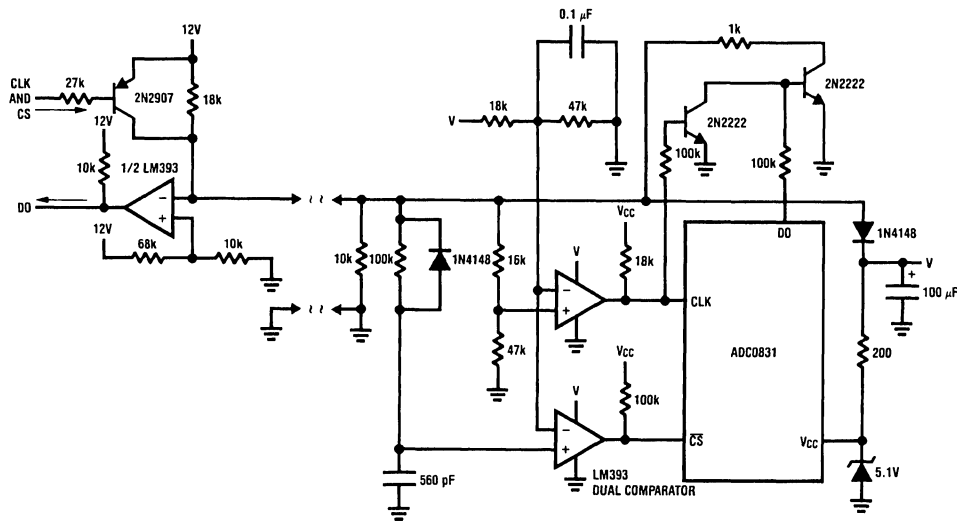 0.1 μF
12V
1k
CLK
AND
CS
27k
2N2907
18k
2N2222
12V
V
18k
47k
2N2222
10k
1/2 LM393
100k
100k
DO
VCC
DO
1N4148
12V
68k
10k
10k
100k
1N4148
16k
V
18k
V
+
100 μF
−
+
−
+
CLK
ADC0831
200
47k
VCC
V
100k
−
+
CS
VCC
5.1V
560 pF
LM393
DUAL COMPARATOR